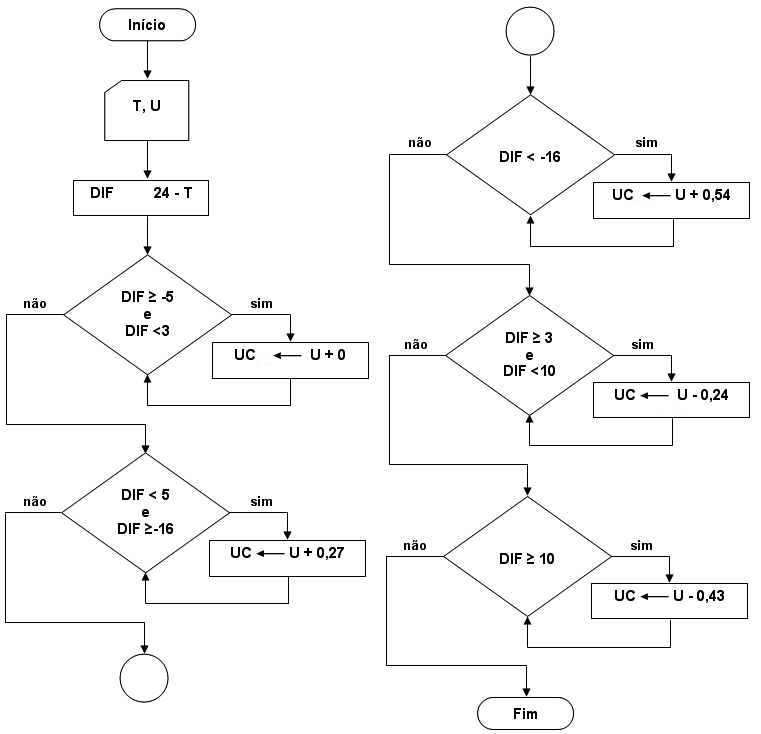 Início
T, U
DIF 24 - T
DIF ≥ -5
e
DIF <3
não
sim
UC ← U + 0
DIF < 5
e
DIF ≥-16
não
sim
UC ← U + 0,27
DIF < -16
não
sim
UC ← U + 0,54
DIF ≥ 3
e
DIF <10
não
sim
UC ← U - 0,24
DIF ≥ 10
não
sim
UC ← U - 0,43
Fim